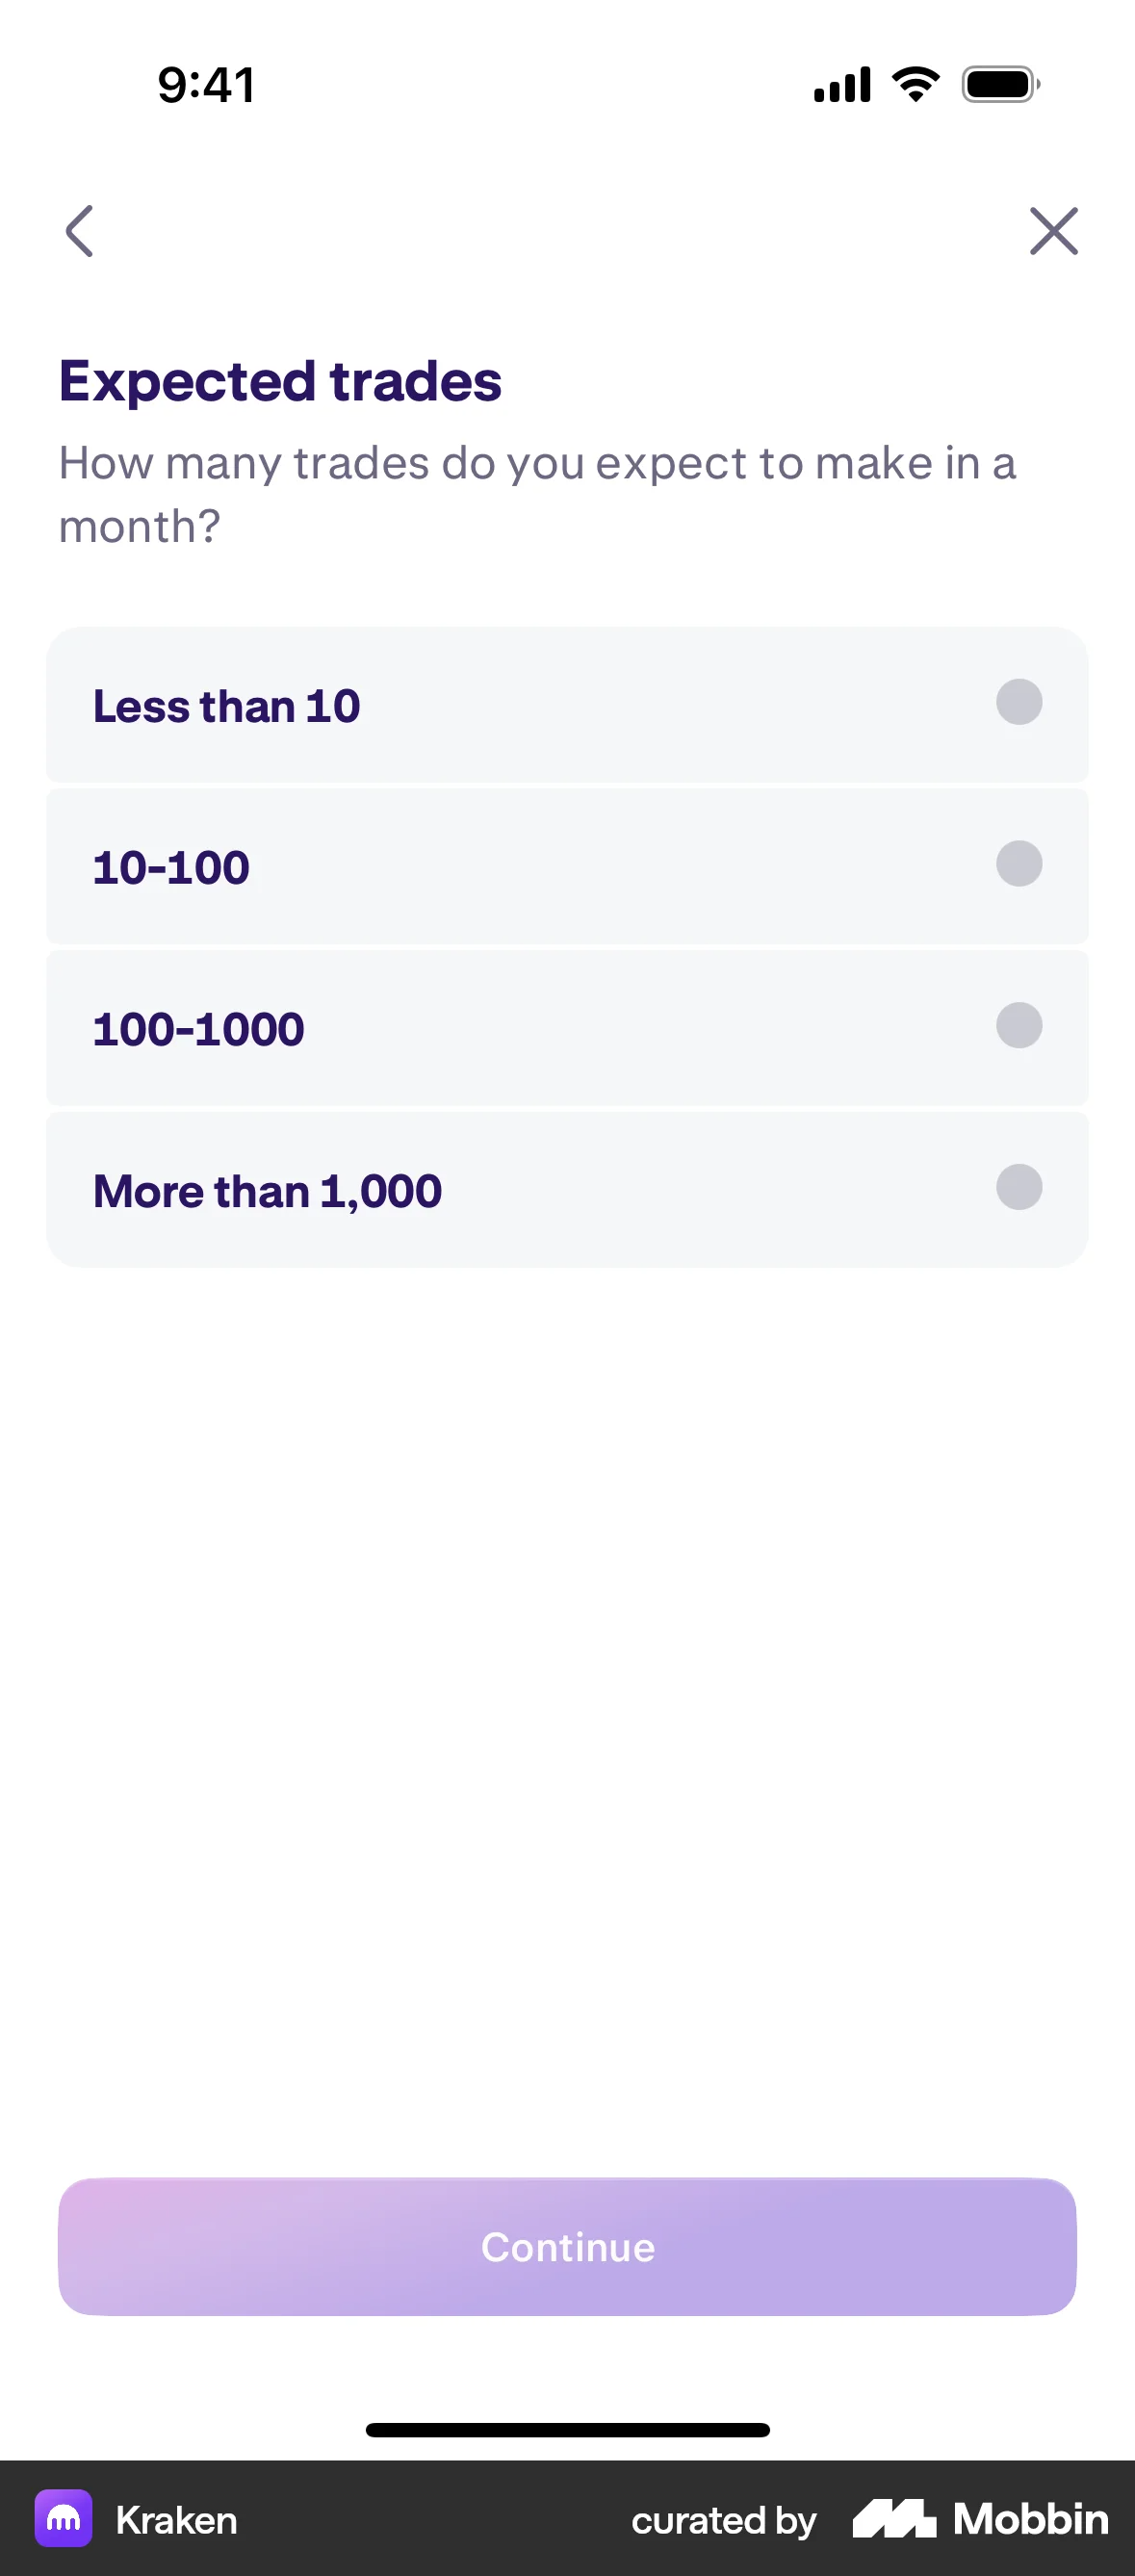 9:41
Expected trades
How many trades do you expect to make in a
month?
Less than 10
10-100
100-1000
More than 1,000
Continue
Kraken
curated by Mobbin